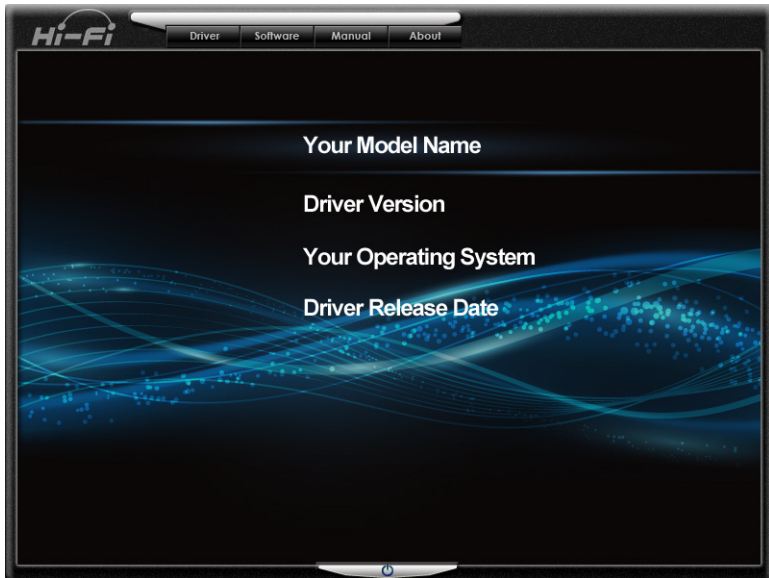 Hi-Fi
Driver Software Manual About
Your Model Name
Driver Version
Your Operating System
Driver Release Date